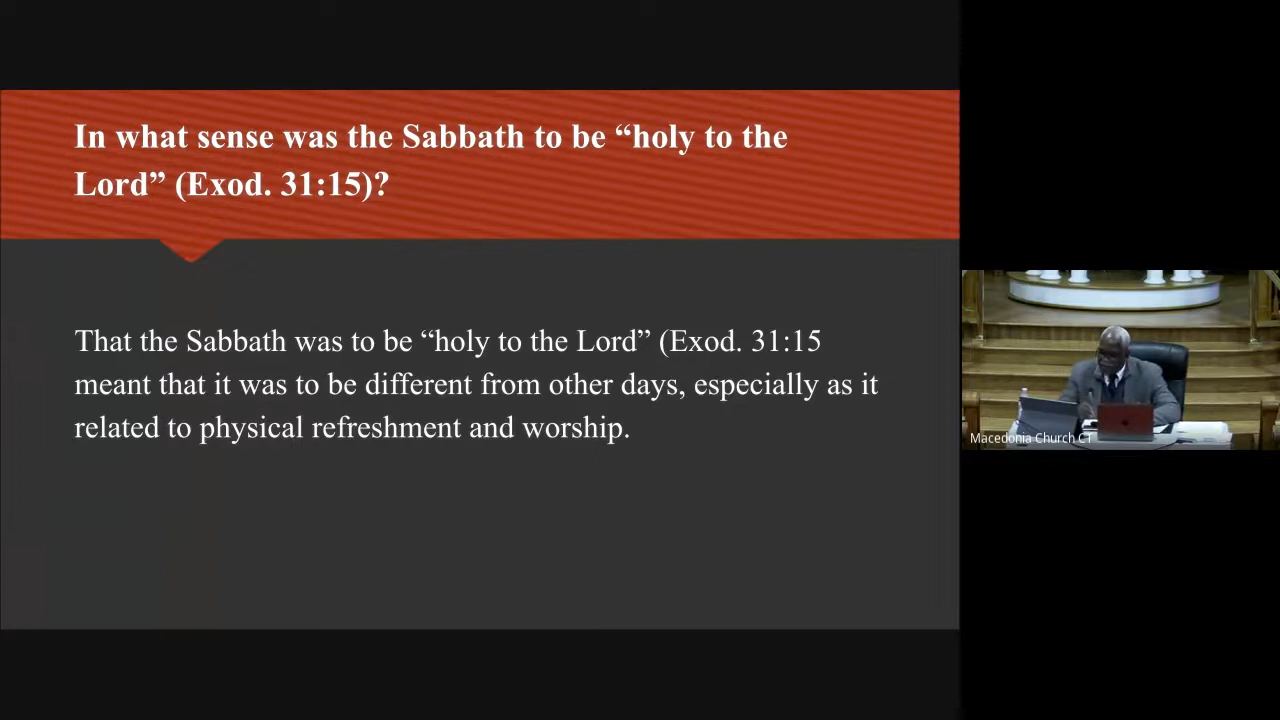 In what sense was the Sabbath to be “holy to the
Lord” (Exod. 31:15)?
That the Sabbath was to be “holy to the Lord” (Exod. 31:15
meant that it was to be different from other days, especially as it
related to physical refreshment and worship.
Macedonia Church CT